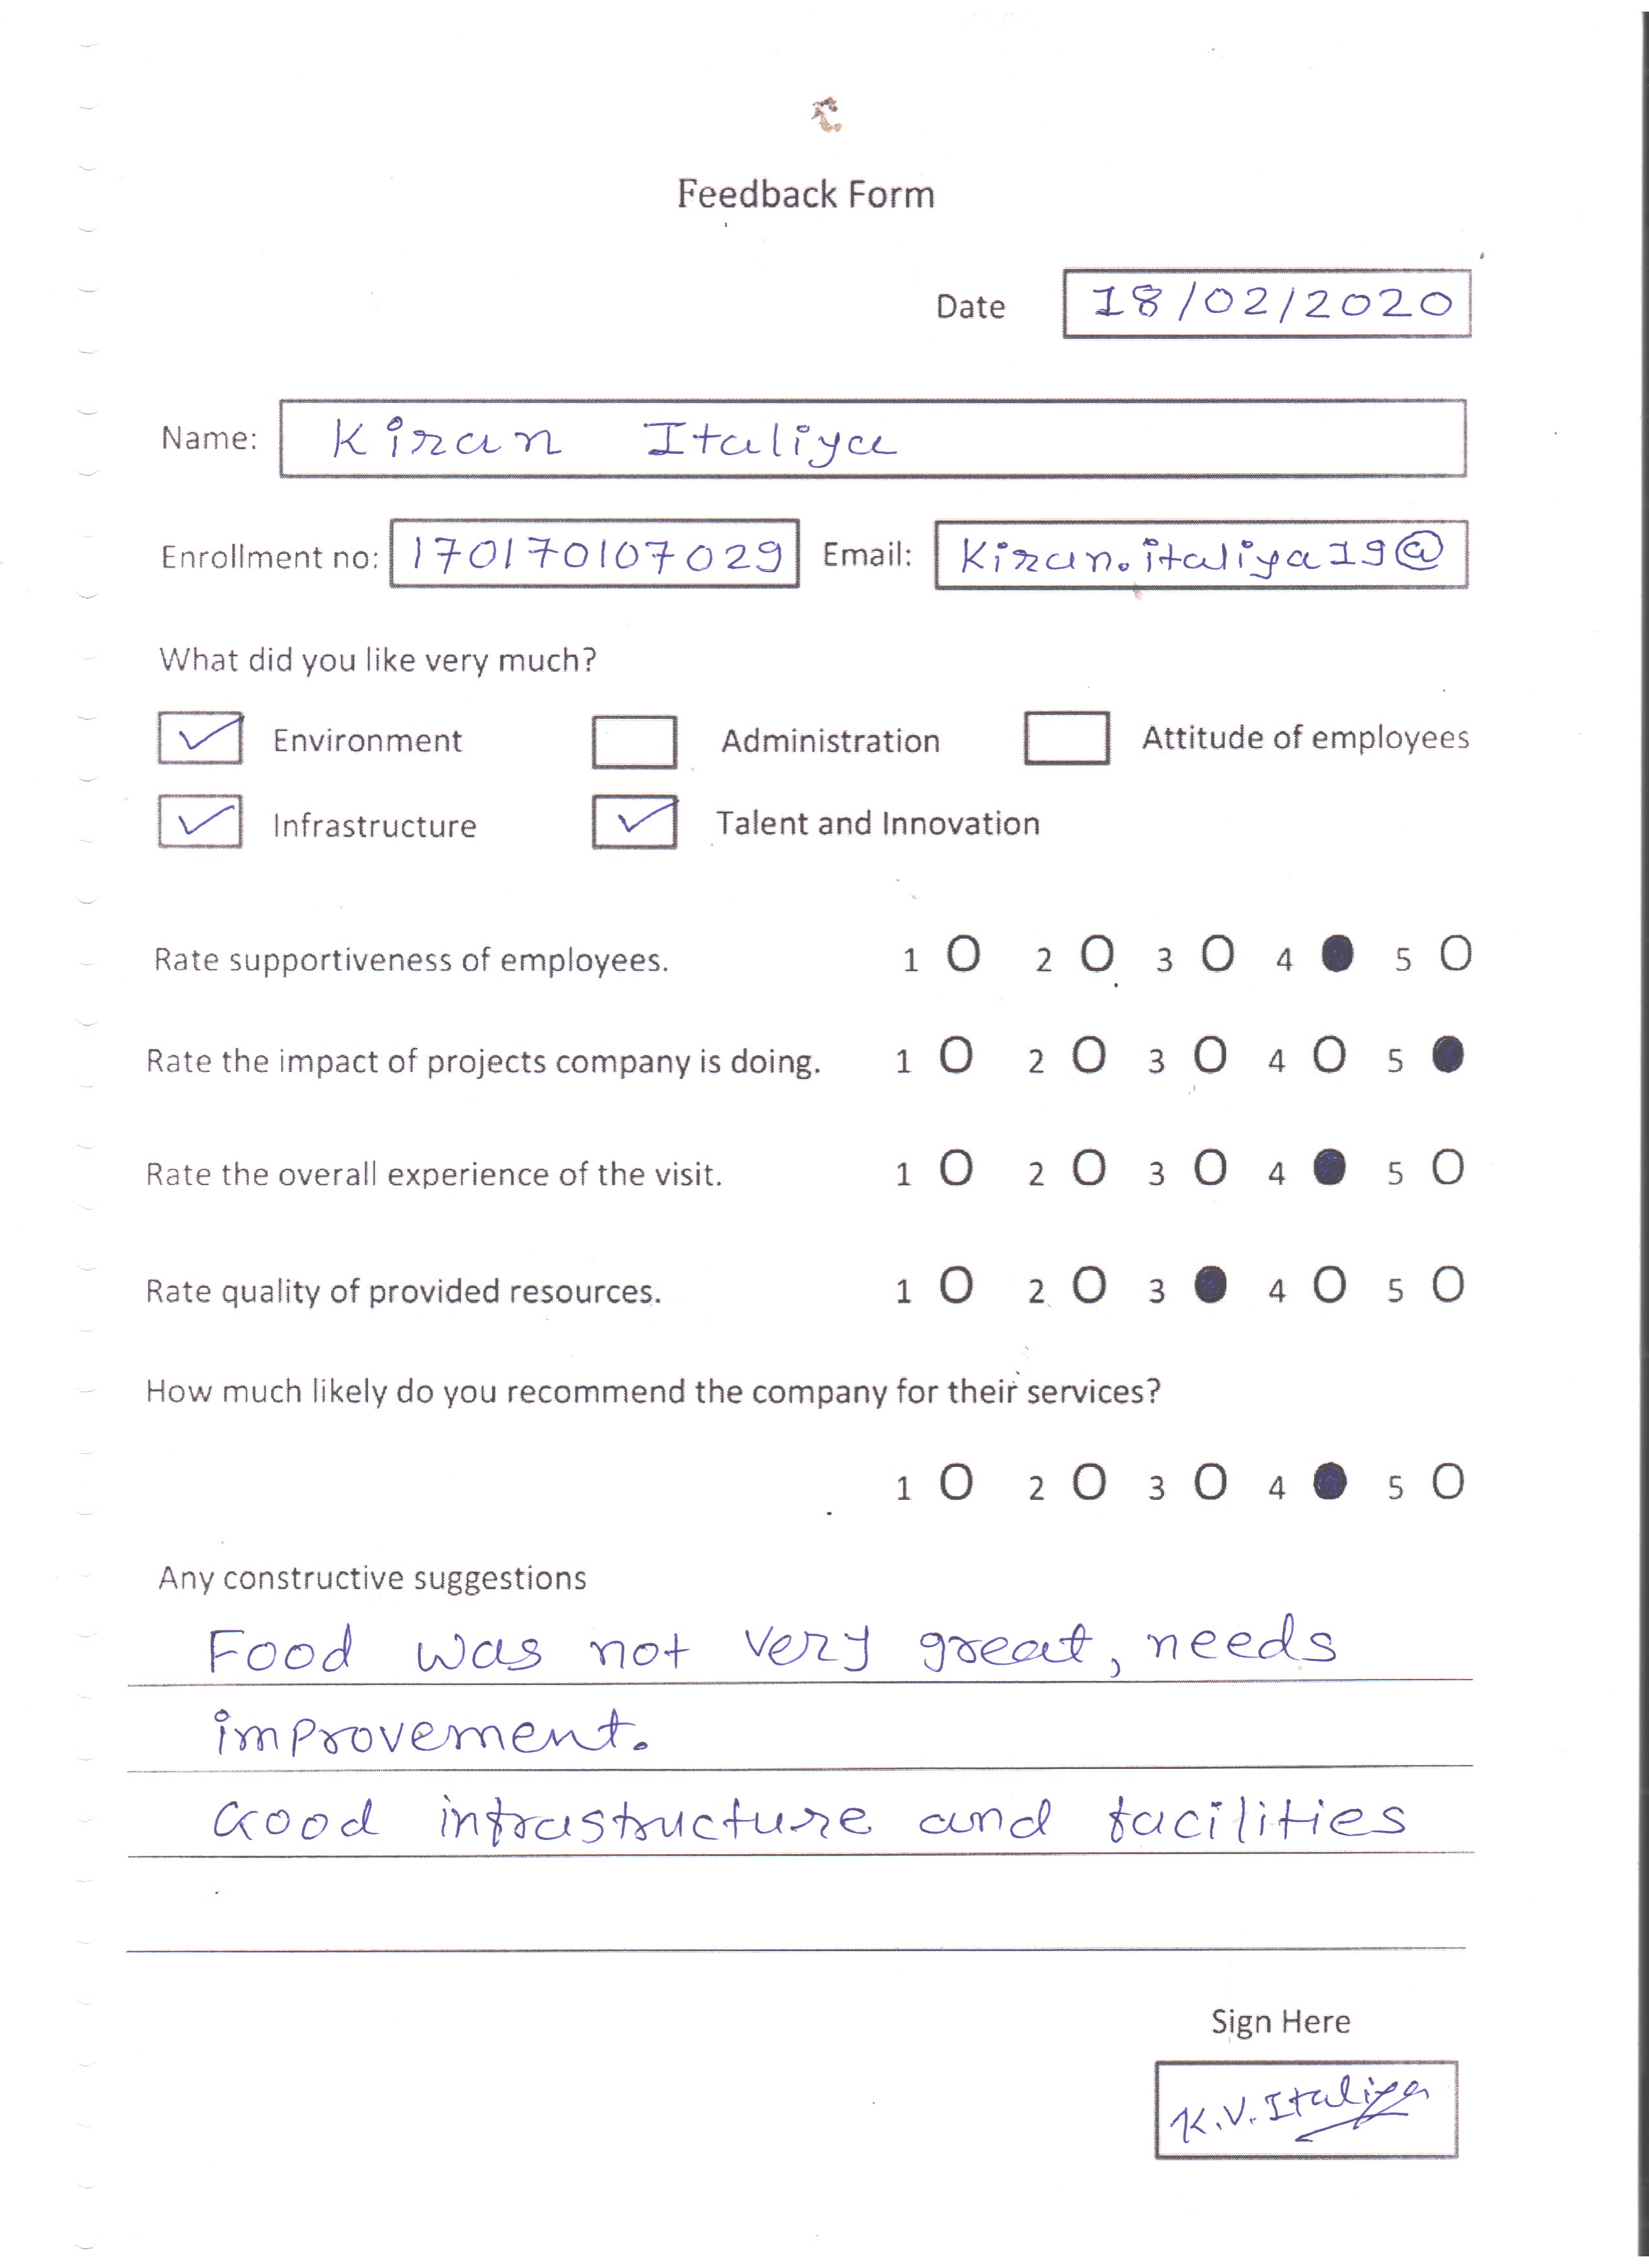 Feedback Form
Date 18/02/2020
Name: Kiran Italiya
Enrollment no: 170170107029 Email: Kiran.italiya19@
What did you like very much?
Environment Administration Attitude of employees
Infrastructure Talent and Innovation
Rate supportiveness of employees. 1 O 2 O 3 O 4 ● 5 O
Rate the impact of projects company is doing. 1 O 2 O 3 O 4 O 5 ●
Rate the overall experience of the visit. 1 O 2 O 3 O 4 ● 5 O
Rate quality of provided resources. 1 O 2 O 3 ● 4 O 5 O
How much likely do you recommend the company for their services?
1 O 2 O 3 O 4 ● 5 O
Any constructive suggestions
Food was not very great, needs
improvement.
Good infrastructure and facilities
Sign Here
K.V.Italiya